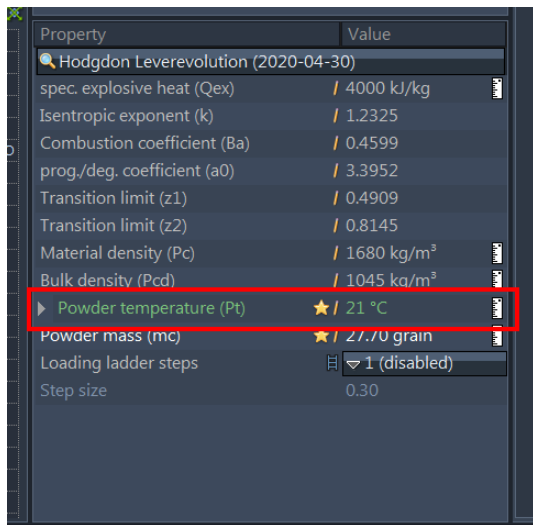 Property Value
Hodgdon Leverevolution (2020-04-30)
spec. explosive heat (Qex) 4000 kJ/kg
Isentropic exponent (k) 1.2325
Combustion coefficient (Ba) 0.4599
prog./deg. coefficient (a0) 3.3952
Transition limit (z1) 0.4909
Transition limit (z2) 0.8145
Material density (Pc) 1680 kg/m³
Bulk density (Pcd) 1045 kg/m³
Powder temperature (Pt) 21 °C
Powder mass (mc) 27.70 grain
Loading ladder steps 1 (disabled)
Step size 0.30